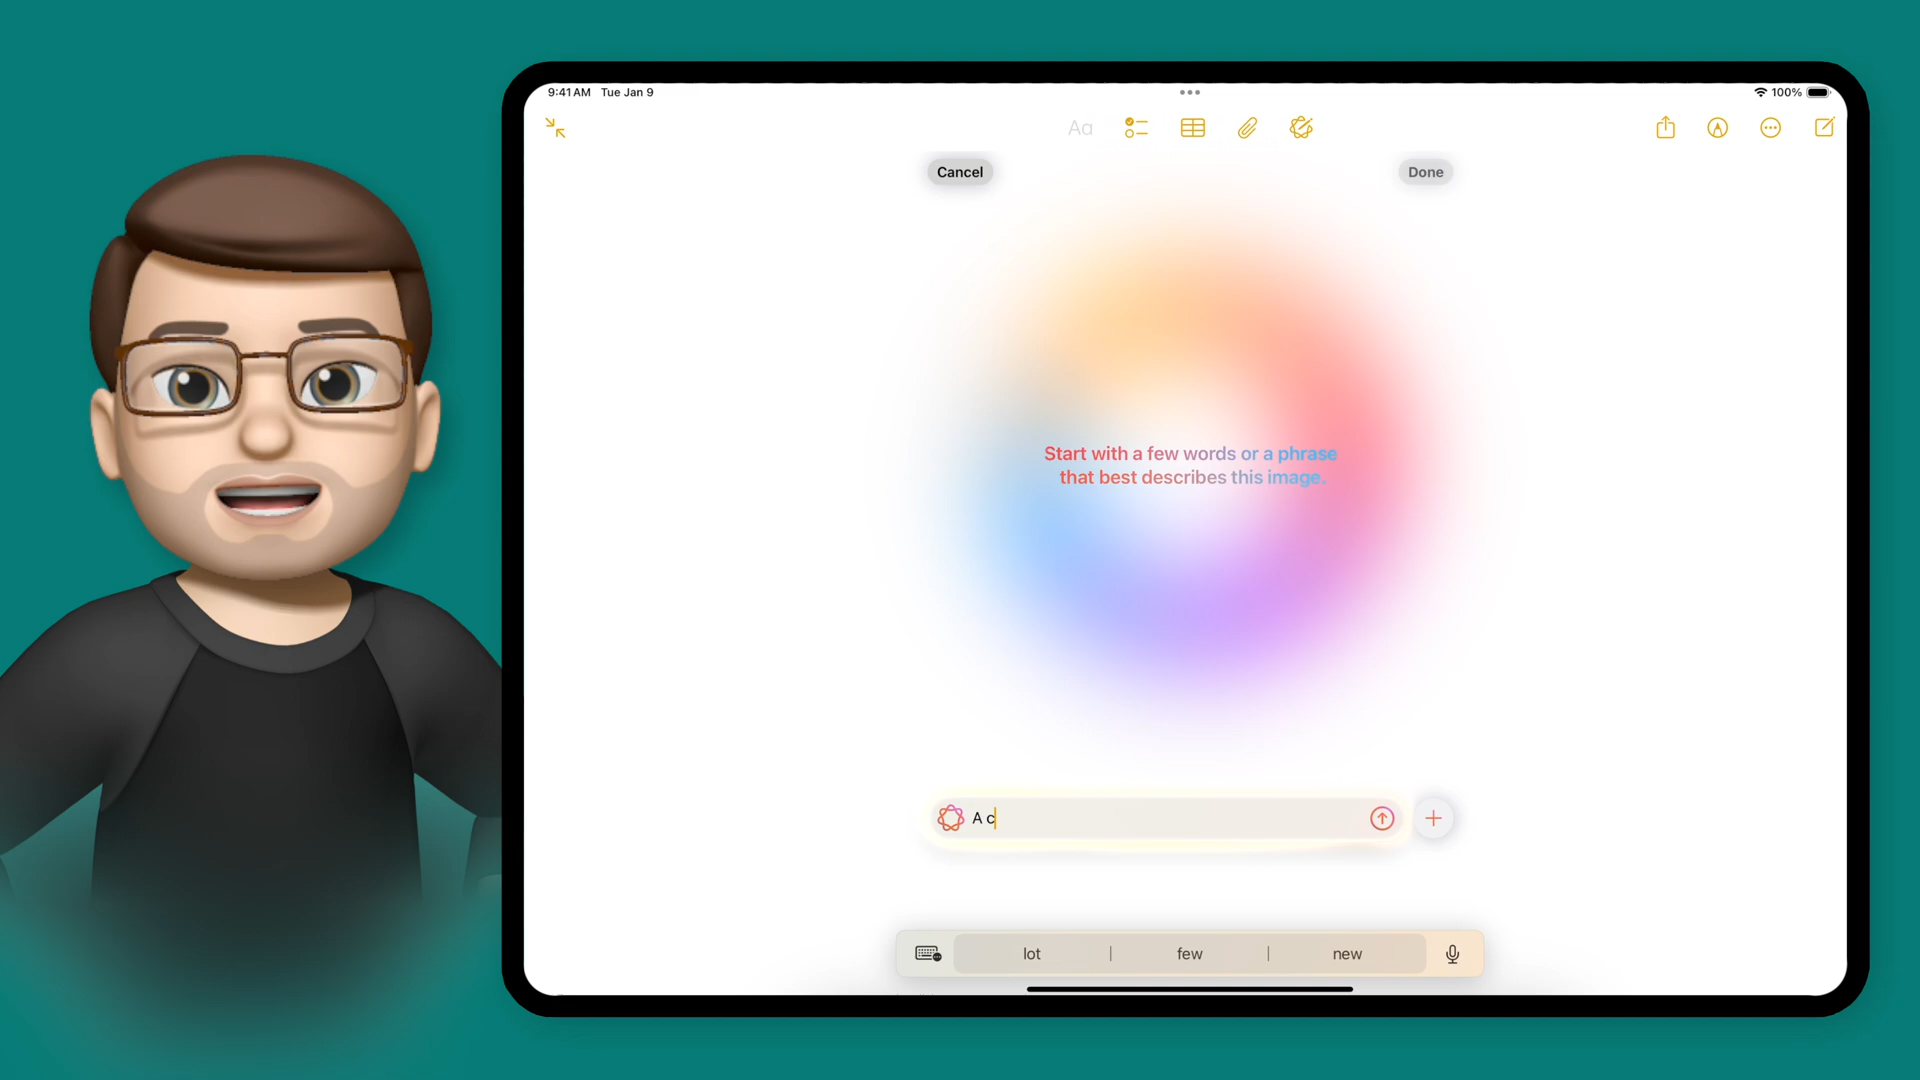 9:41 AM Tue Jan 9
100%
Aa
Cancel
Done
Start with a few words or a phrase
that best describes this image.
A c
lot
few
new